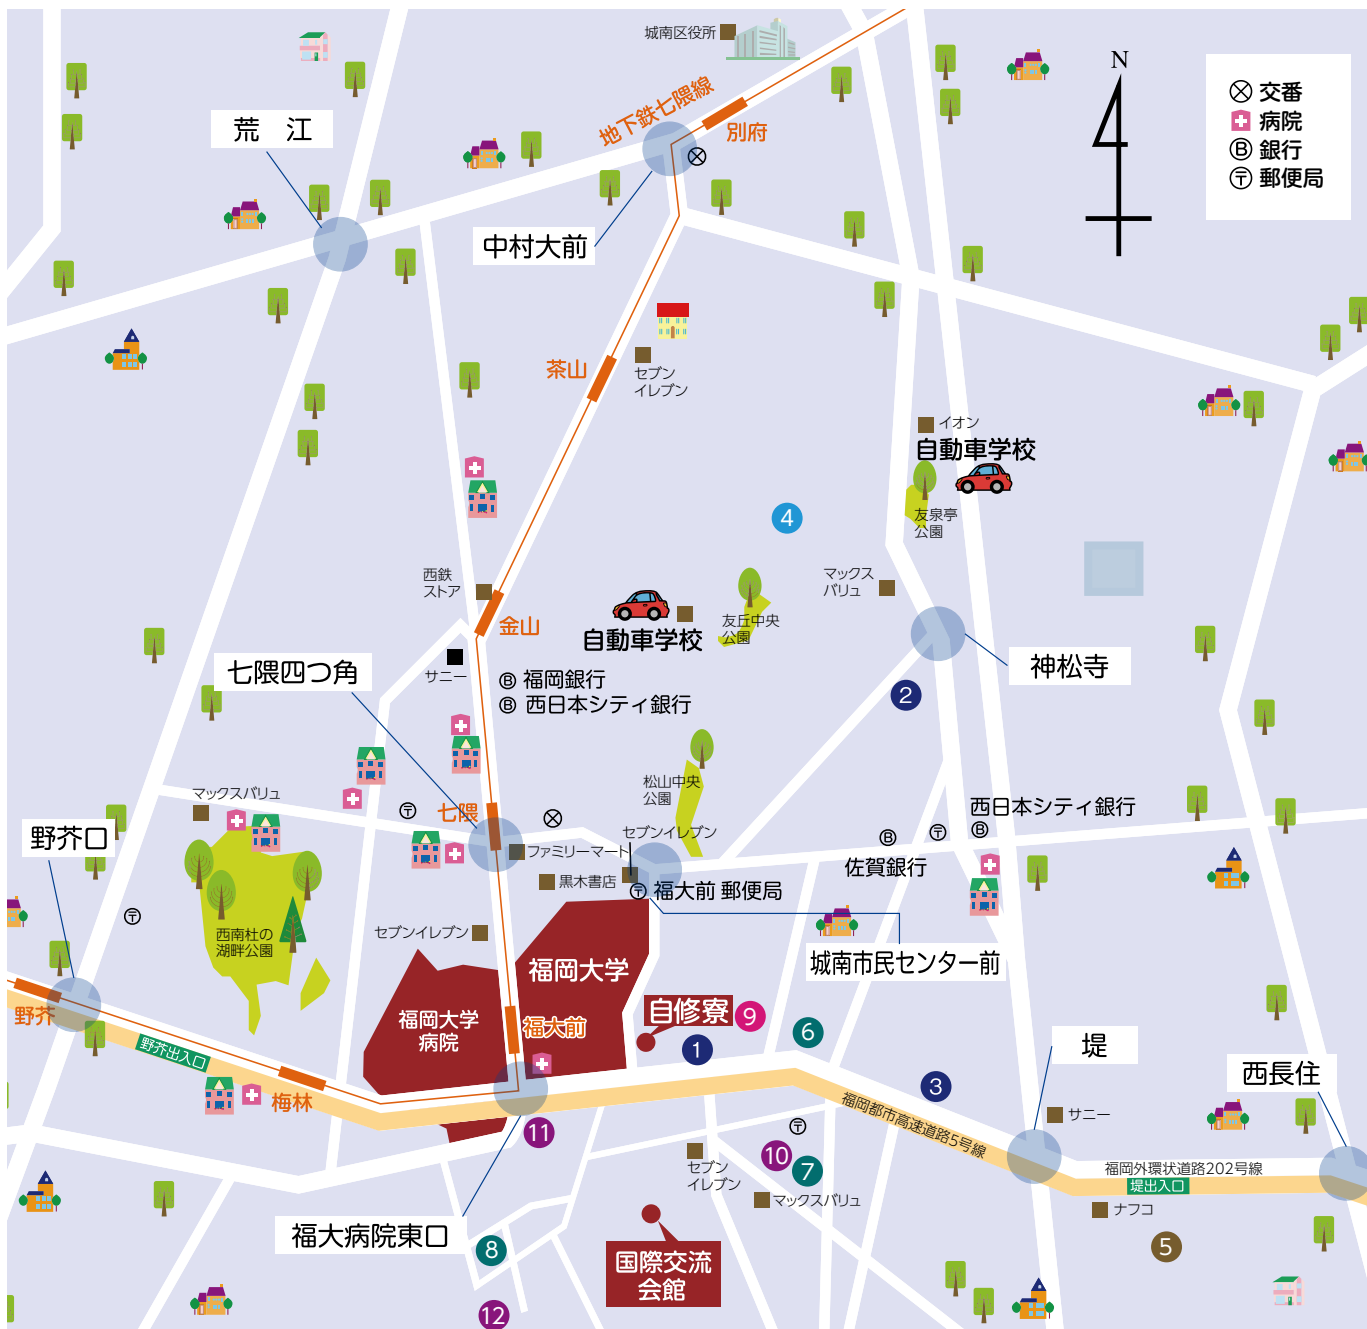 城南区役所
N
交番
病院
B 銀行
〒 郵便局
地下鉄七隈線
別府
荒 江
中村大前
茶山
セブン
イレブン
イオン
自動車学校
友泉亭
公園
4
西鉄
ストア
マックス
バリュ
金山
自動車学校
友丘中央
公園
サニー
七隈四つ角
B 福岡銀行
B 西日本シティ銀行
神松寺
2
松山中央
公園
マックスバリュ
〒
七隈
西日本シティ銀行
B
〒
B
佐賀銀行
野芥口
セブンイレブン
ファミリーマート
黒木書店
〒 福大前 郵便局
〒
西南杜の
湖畔公園
セブンイレブン
城南市民センター前
福岡大学
福岡大学
病院
福大前
自修寮
9
1
6
野芥
野芥出入口
梅林
堤
西長住
3
福岡都市高速道路5号線
サニー
11
〒
10
7
セブン
イレブン
マックスバリュ
福岡外環状道路202号線
堤出入口
ナフコ
5
福大病院東口
8
国際交流
会館
12